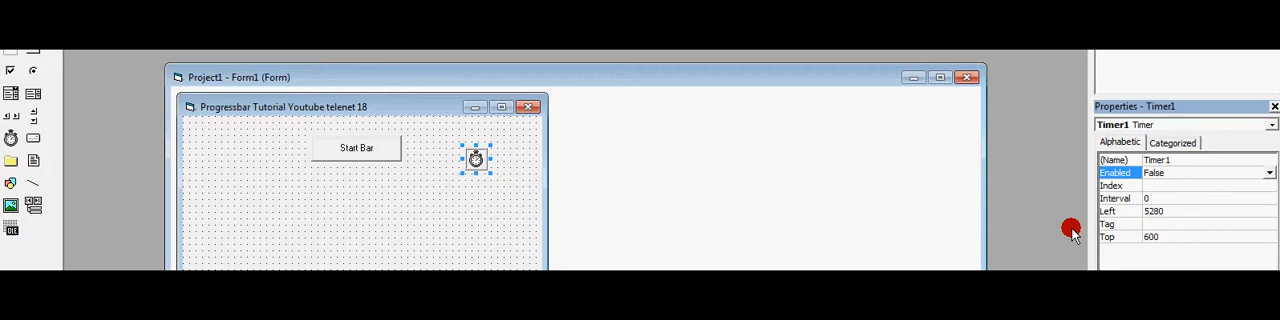 Project1 - Form1 (Form)
Progressbar Tutorial Youtube telenet 18
Start Bar
Properties - Timer1
Timer1 Timer
Alphabetic Categorized
(Name) Timer1
Enabled False
Index
Interval 0
Left 5280
Tag
Top 600
OLE